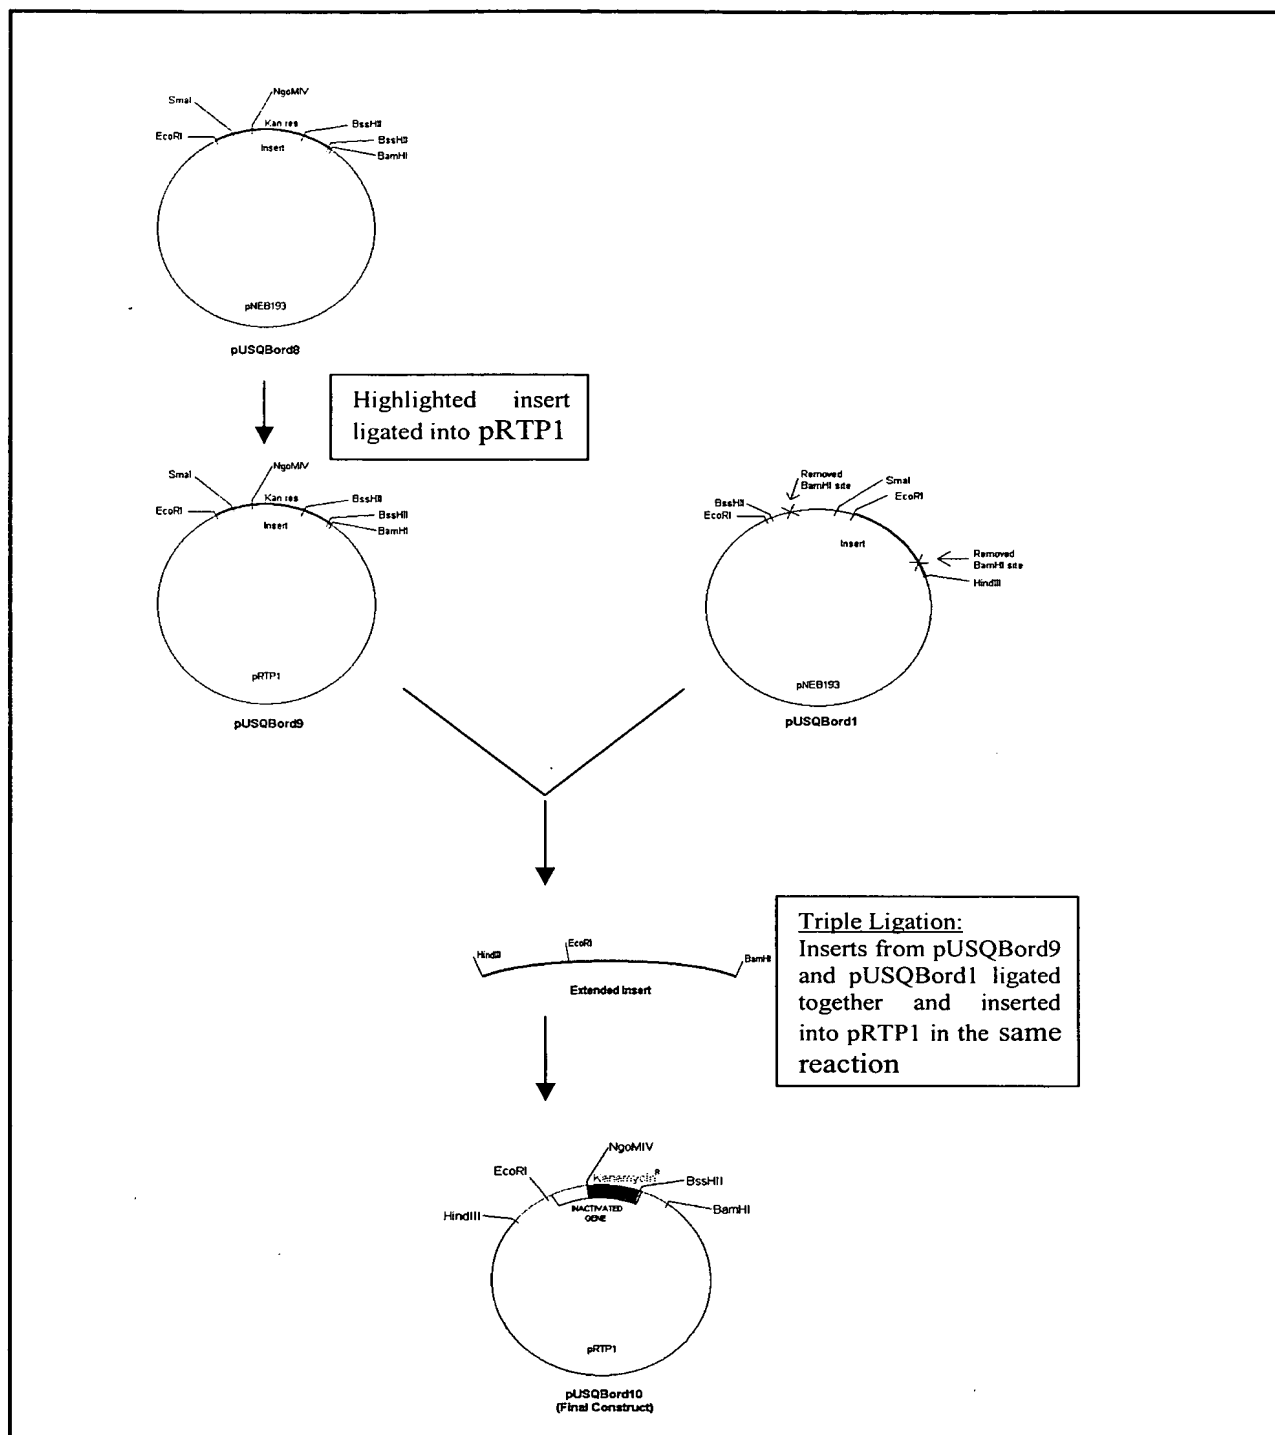 NgoMIV
SmaI
Kan res
BssHII
EcoRI
BssHII
Insert
BamHI
pNEB193
pUSQBord8
Highlighted insert
ligated into pRTP1
NgoMIV
SmaI
Kan res
BssHII
EcoRI
BssHII
Insert
BamHI
pRTP1
pUSQBord9
Removed
BamHI site
SmaI
BssHII
EcoRI
EcoRI
Insert
Removed
BamHI site
HindIII
pNEB193
pUSQBord1
HindIII
EcoRI
BamHI
Extended Insert
Triple Ligation:
Inserts from pUSQBord9
and pUSQBord1 ligated
together and inserted
into pRTP1 in the same
reaction
NgoMIV
EcoRI
Kanamycin R
BssHII
INACTIVATED
GENE
BamHI
HindIII
pRTP1
pUSQBord10
(Final Construct)